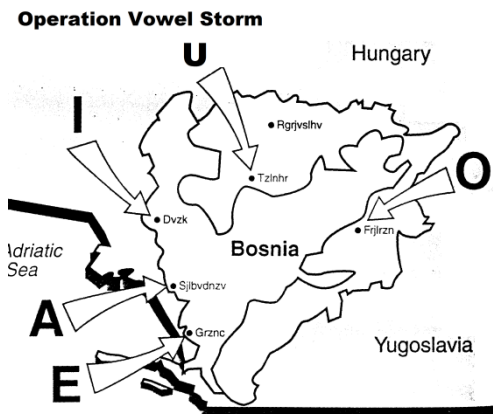 Operation Vowel Storm
U
Hungary
I
Rgrjvslhv
Tzlnhr
O
Dvzk
Frjlrzn
Bosnia
Adriatic
Sea
Sjlbvdnzv
A
Grznc
Yugoslavia
E